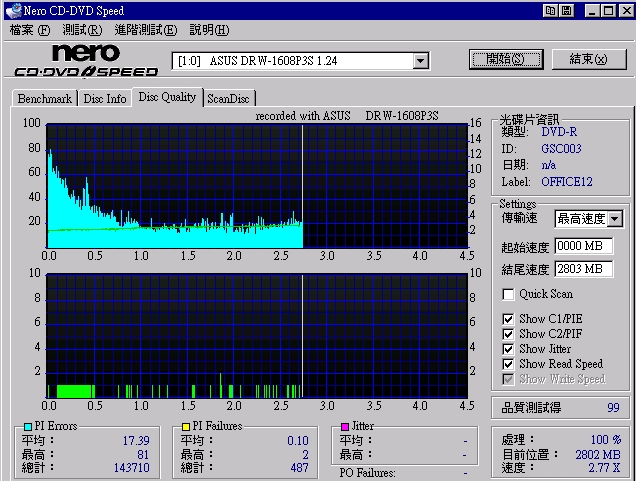 Nero CD-DVD Speed
檔案 (F) 測試(R) 進階測試(E) 說明(H)
nero
CD·DVD SPEED
[1:0] ASUS DRW-1608P3S 1.24
開始(S)
結束(x)
Benchmark Disc Info Disc Quality ScanDisc
recorded with ASUS DRW-1608P3S
100 16
14
80 12
60 10
8
40 6
20 4
2
0.0 0.5 1.0 1.5 2.0 2.5 3.0 3.5 4.0 4.5
10 10
8 8
6 6
4 4
2 2
0.0 0.5 1.0 1.5 2.0 2.5 3.0 3.5 4.0 4.5
PI Errors
平均: 17.39
最高: 81
總計: 143710
PI Failures
平均: 0.10
最高: 2
總計: 487
Jitter
平均: -
最高: -
PO Failures: -
光碟片資訊
類型: DVD-R
ID: GSC003
日期: n/a
Label: OFFICE12
Settings
傳輸速 最高速度
起始速度 0000 MB
結尾速度 2803 MB
Quick Scan
Show C1/PIE
Show C2/PIF
Show Jitter
Show Read Speed
Show Write Speed
品質測試得 99
處理: 100 %
目前位置: 2802 MB
速度: 2.77 X